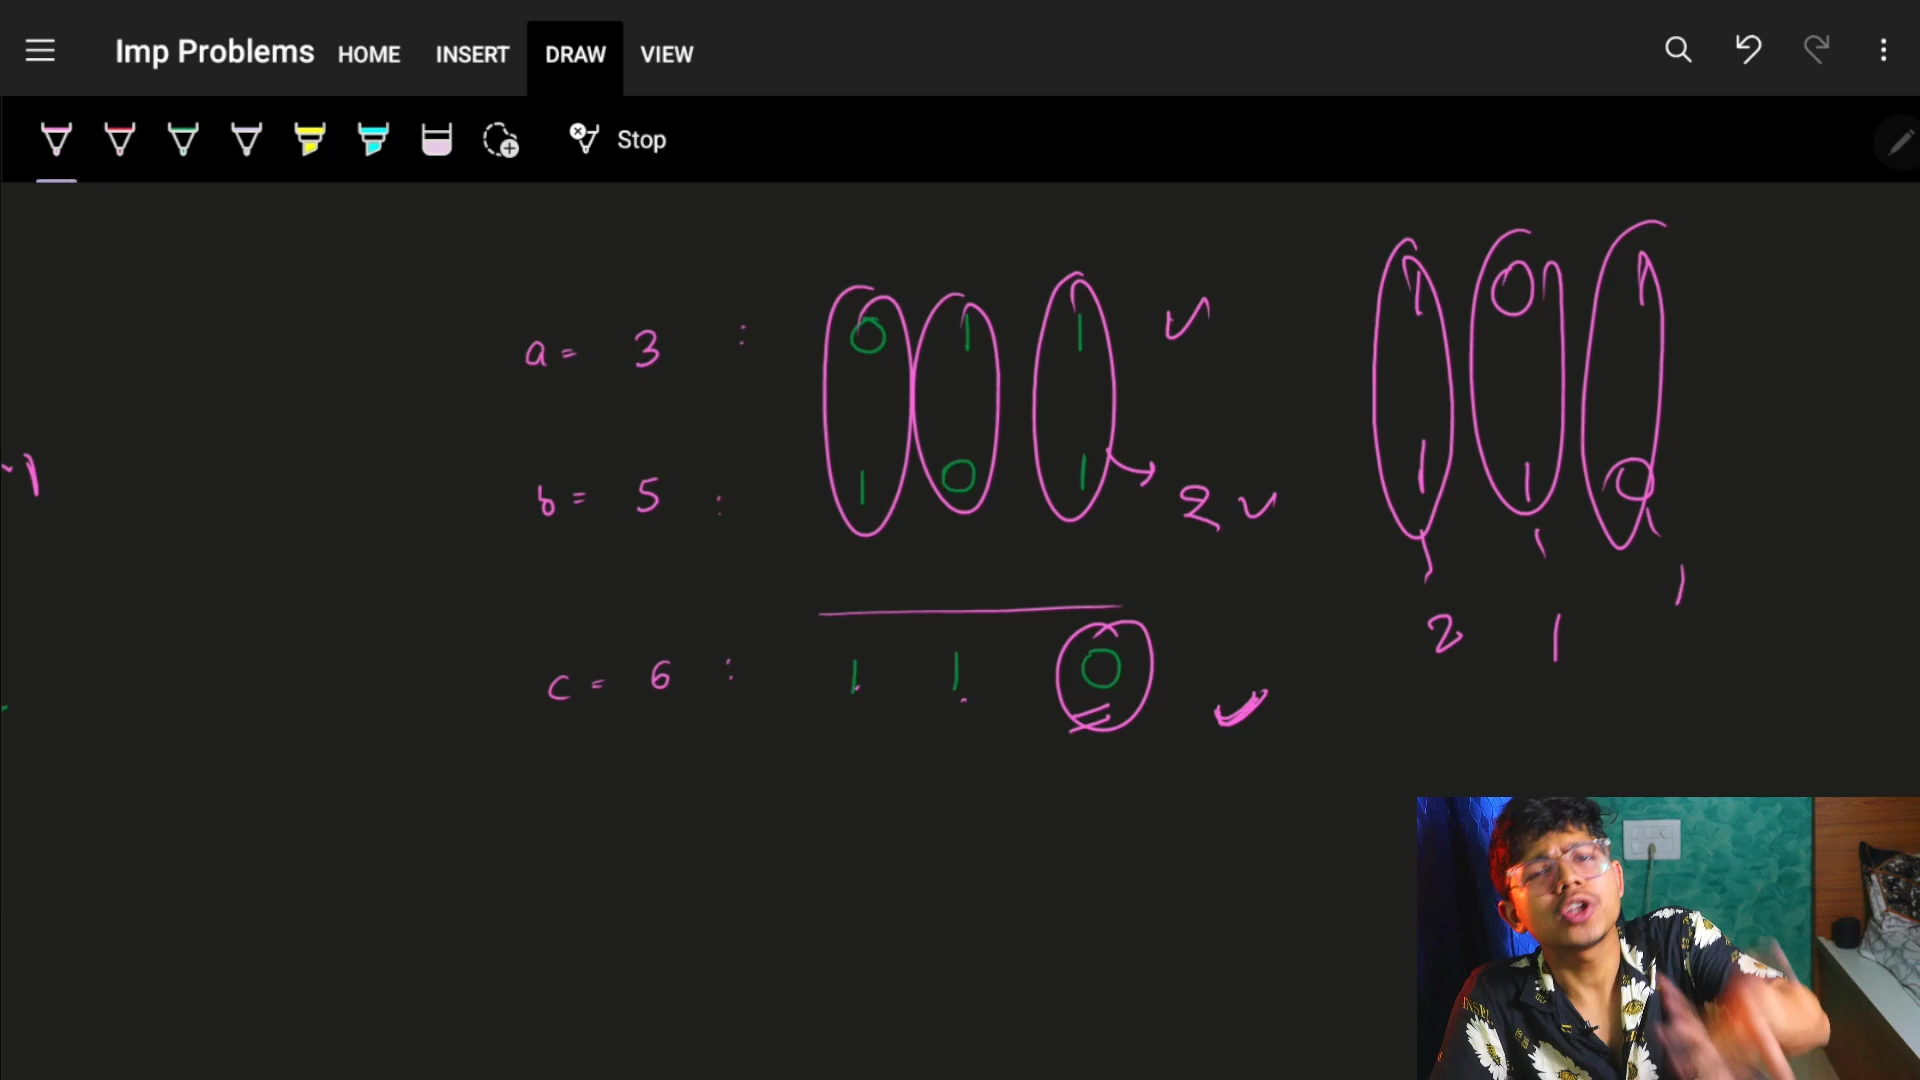 Imp Problems HOME INSERT DRAW VIEW
Stop
a = 3 : 0 1 1
b = 5 : 1 0 1
2
c = 6 : 1 1 0
1 0 1
1 1 0
2 1 1